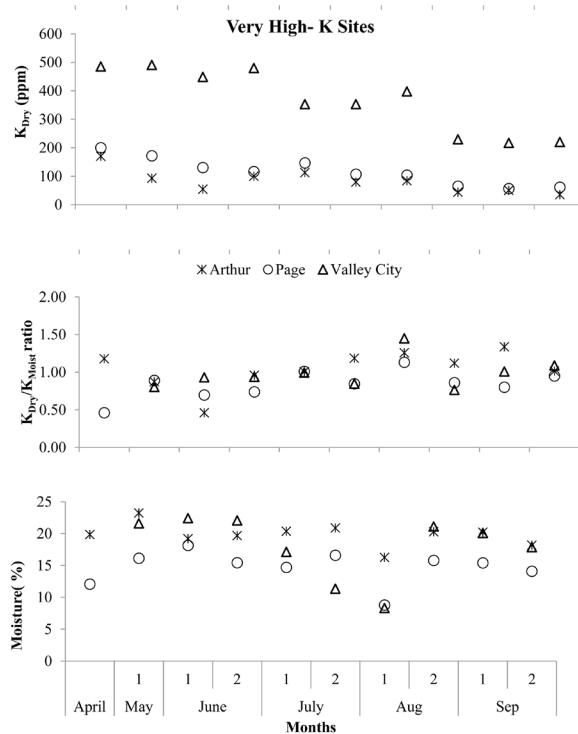 Very High- K Sites
600
500
400
300
200
100
0
KDry (ppm)
Arthur Page Valley City
2.00
1.50
1.00
0.50
0.00
KDry/KMoist ratio
25
20
15
10
5
0
Moisture( %)
1 1 2 1 2 1 2 1 2
April May June July Aug Sep
Months